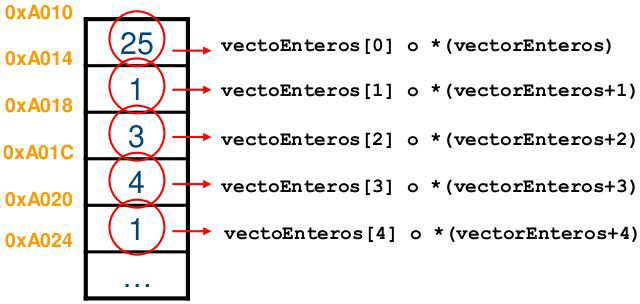 0xA010
25 vectoEnteros[0] o *(vectorEnteros)
0xA014
1 vectoEnteros[1] o *(vectorEnteros+1)
0xA018
3 vectoEnteros[2] o *(vectorEnteros+2)
0xA01C
4 vectoEnteros[3] o *(vectorEnteros+3)
0xA020
1 vectoEnteros[4] o *(vectorEnteros+4)
0xA024
...